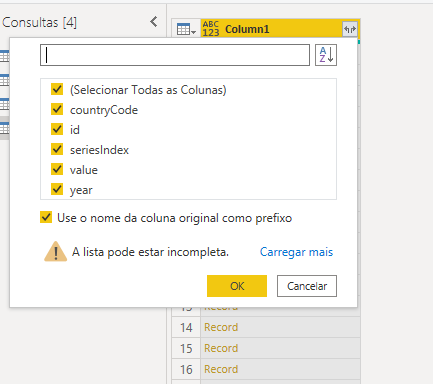 Consultas [4]
ABC
123
Column1
A
Z
(Selecionar Todas as Colunas)
countryCode
id
seriesIndex
value
year
Use o nome da coluna original como prefixo
A lista pode estar incompleta.
Carregar mais
OK
Cancelar
Record
14 Record
15 Record
16 Record